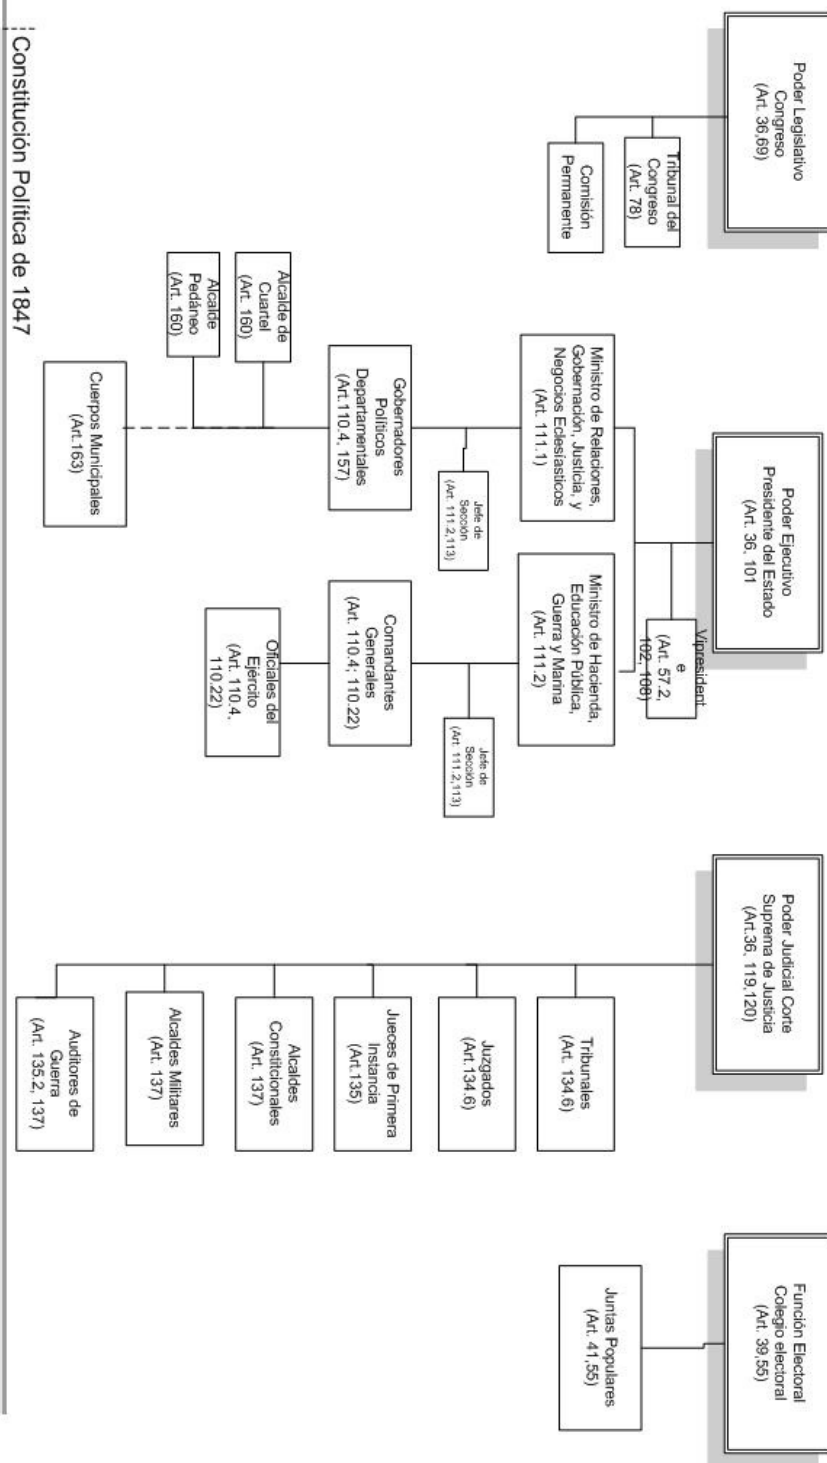 Poder Legislativo
Congreso
(Art. 36,69)
Tribunal del
Congreso
(Art. 78)
Comisión
Permanente
Poder Ejecutivo
Presidente del Estado
(Art. 36, 101
Vipresident
e
(Art. 57.2,
102, 108)
Ministro de Relaciones,
Gobernación, Justicia, y
Negocios Eclesíasticos
(Art. 111.1)
Ministro de Hacienda,
Educación Pública,
Guerra y Marina
(Art. 111.2)
Jefe de
Sección
(Art. 111.2,113)
Jefe de
Sección
(Art. 111.2,113)
Gobernadores
Políticos
Departamentales
(Art.110.4, 157)
Comandantes
Generales
(Art. 110.4; 110.22)
Alcalde de
Cuartel
(Art. 160)
Alcalde
Pedáneo
(Art. 160)
Oficiales del
Ejército
(Art. 110.4,
110.22)
Cuerpos Municipales
(Art.163)
Poder Judicial Corte
Suprema de Justicia
(Art.36, 119,120)
Tribunales
(Art. 134.6)
Juzgados
(Art.134.6)
Jueces de Primera
Instancia
(Art.135)
Alcaldes
Constitcionales
(Art. 137)
Alcaldes Militares
(Art. 137)
Auditores de
Guerra
(Art. 135.2, 137)
Función Electoral
Colegio electoral
(Art. 39,55)
Juntas Populares
(Art. 41,55)
Constitución Política de 1847